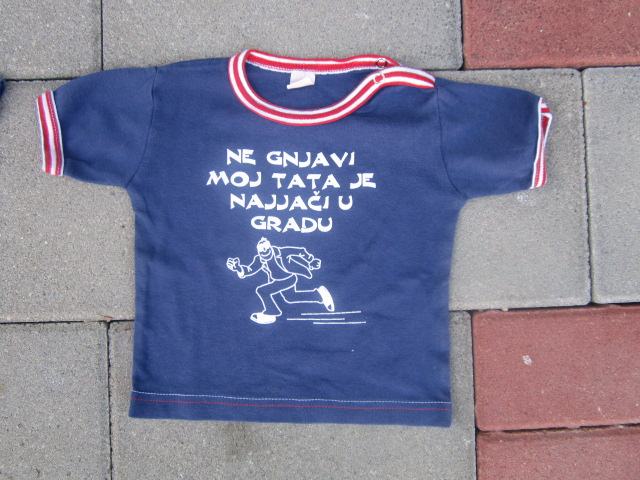 NE GNJAVI
MOJ TATA JE
NAJJAČI U
GRADU